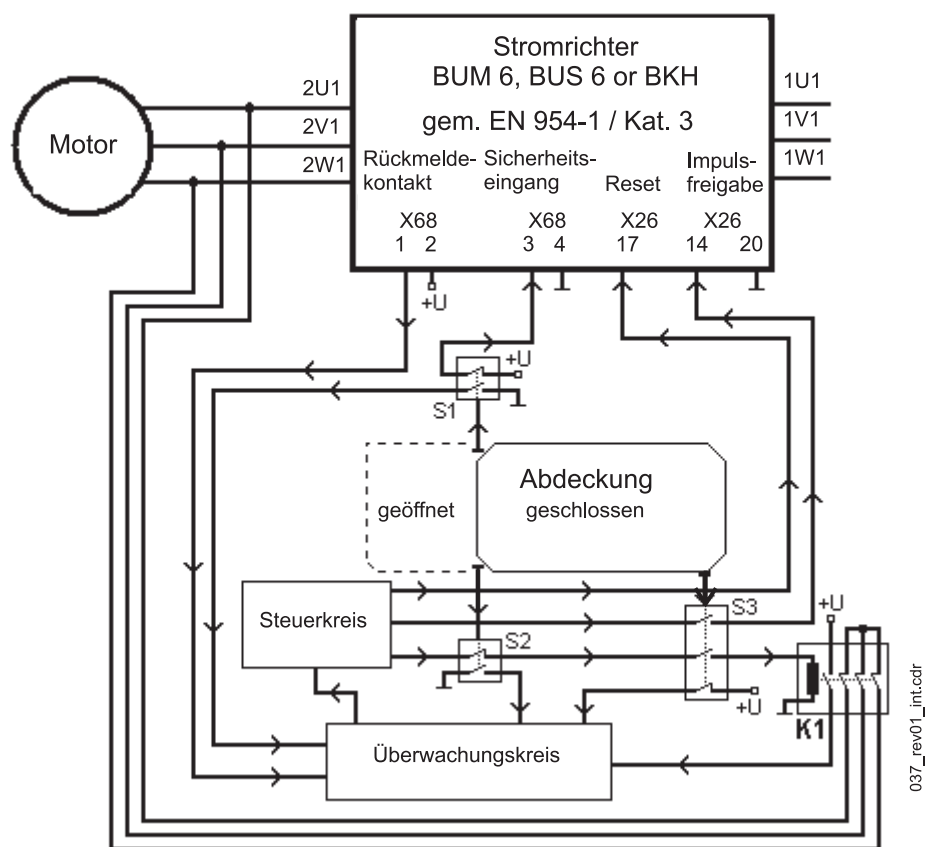 Stromrichter
BUM 6, BUS 6 or BKH
gem. EN 954-1 / Kat. 3
Motor
2U1
2V1
2W1
1U1
1V1
1W1
Rückmelde-
kontakt
Sicherheits-
eingang
Reset
Impuls-
freigabe
X68
X68
X26
X26
1 2
3 4
17
14 20
+U
+U
S1
Abdeckung
geöffnet
geschlossen
Steuerkreis
S2
S3
+U
+U
K1
Überwachungskreis
037_rev01_int.cdr